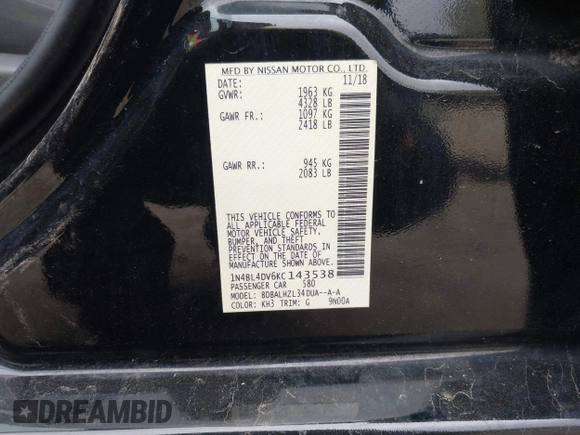 MFD BY NISSAN MOTOR CO., LTD.
DATE: 11/18
GVWR: 1963 KG
4328 LB
GAWR FR.: 1097 KG
2418 LB
GAWR RR.: 945 KG
2083 LB
THIS VEHICLE CONFORMS TO
ALL APPLICABLE FEDERAL
MOTOR VEHICLE SAFETY,
BUMPER, AND THEFT
PREVENTION STANDARDS IN
EFFECT ON THE DATE OF
MANUFACTURE SHOWN ABOVE.
1N4BL4DV6KC143538
PASSENGER CAR 580
MODEL: BDBALHZL34DUA--A-A
COLOR: KH3 TRIM: G 9N00A
DREAMBID